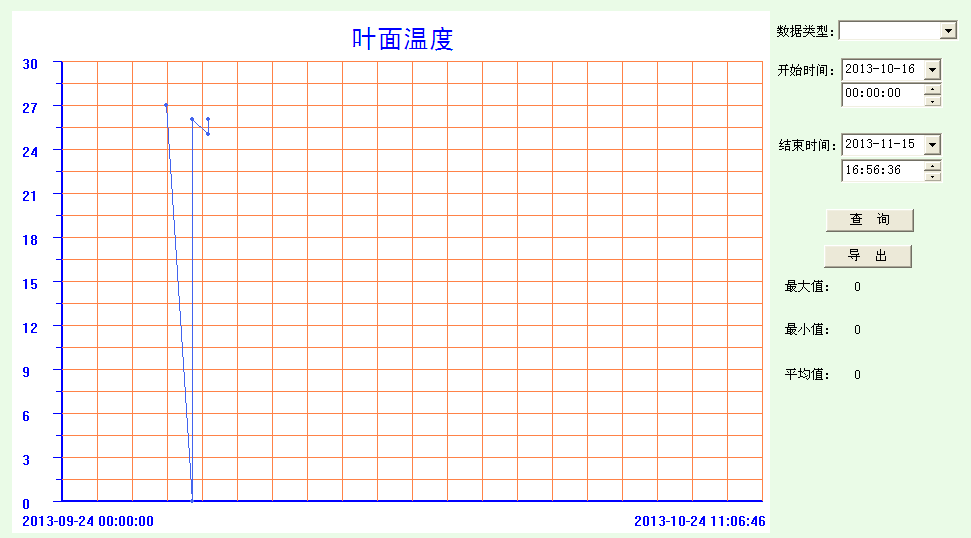 叶面温度
30
27
24
21
18
15
12
9
6
3
0
2013-09-24 00:00:00
2013-10-24 11:06:46
数据类型:
开始时间: 2013-10-16
00:00:00
结束时间: 2013-11-15
16:56:36
查 询
导 出
最大值: 0
最小值: 0
平均值: 0